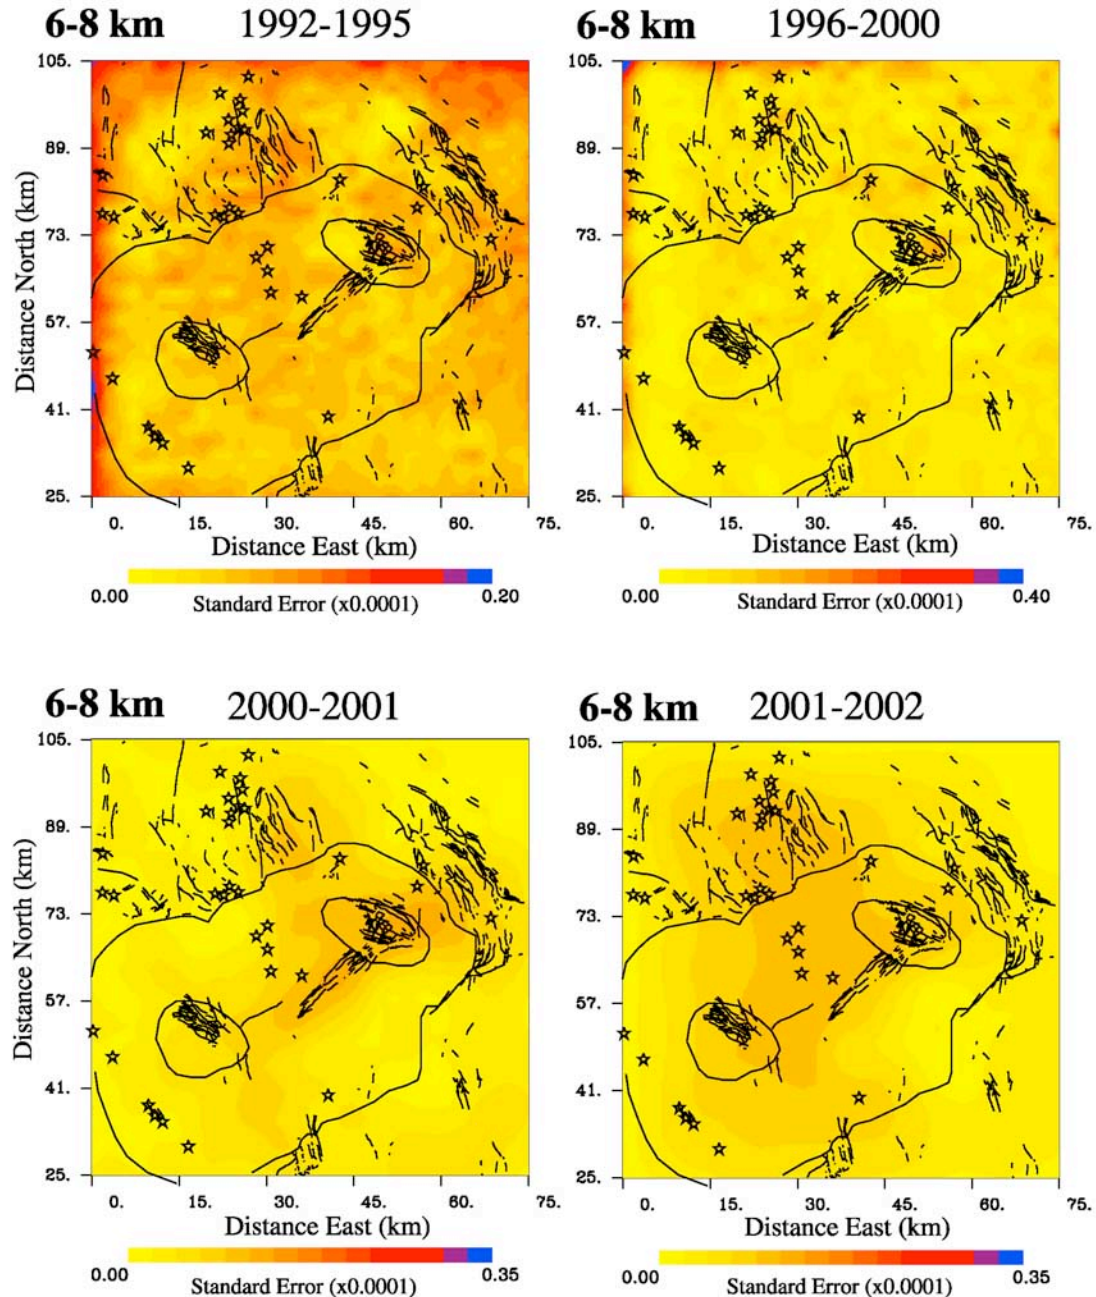 6-8 km 1992-1995
6-8 km 1996-2000
105.
89.
73.
57.
41.
25.
Distance North (km)
0. 15. 30. 45. 60. 75.
Distance East (km)
0.00 0.20
Standard Error (x0.0001)
105.
89.
73.
57.
41.
25.
0. 15. 30. 45. 60. 75.
Distance East (km)
0.00 0.40
Standard Error (x0.0001)
6-8 km 2000-2001
6-8 km 2001-2002
105.
89.
73.
57.
41.
25.
Distance North (km)
0. 15. 30. 45. 60. 75.
Distance East (km)
0.00 0.35
Standard Error (x0.0001)
105.
89.
73.
57.
41.
25.
0. 15. 30. 45. 60. 75.
Distance East (km)
0.00 0.35
Standard Error (x0.0001)